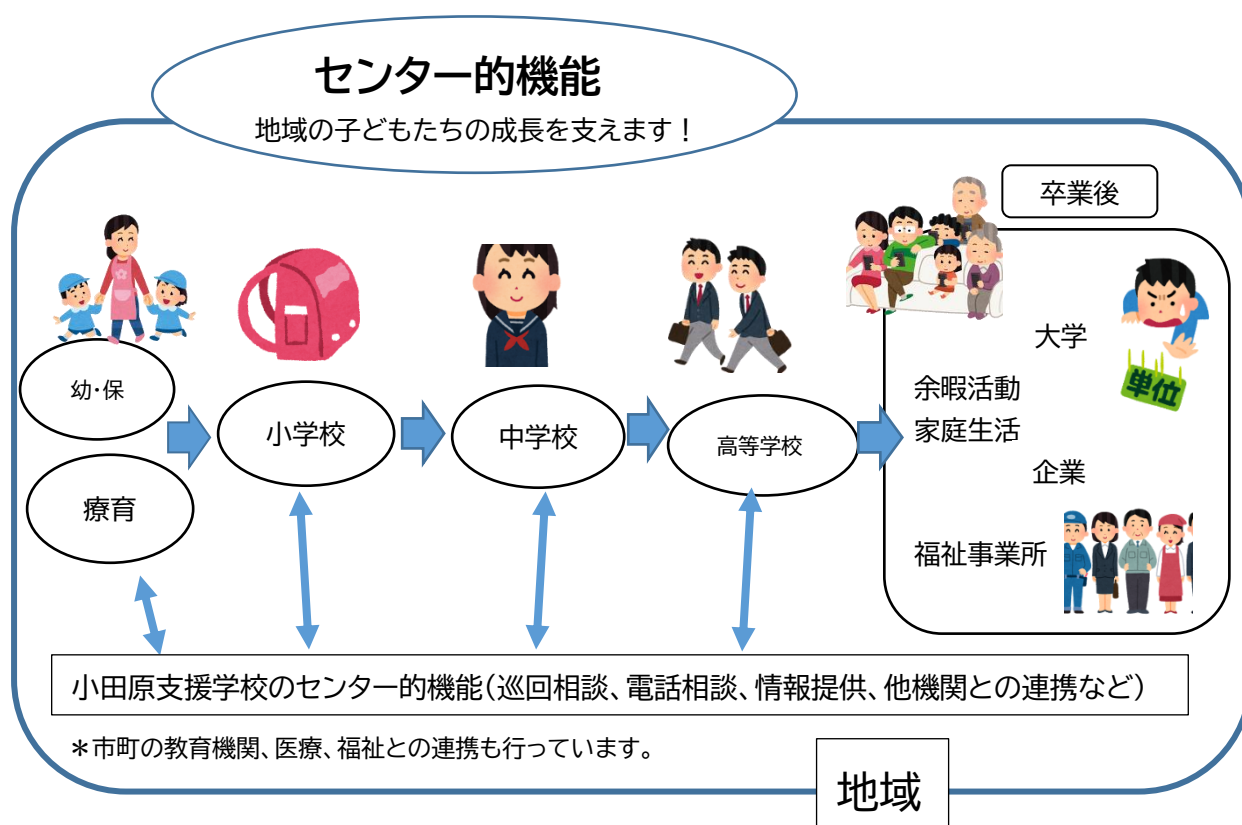 センター的機能
地域の子どもたちの成長を支えます！
卒業後
幼・保
療育
小学校
中学校
高等学校
大学
単位
余暇活動
家庭生活
企業
福祉事業所
小田原支援学校のセンター的機能（巡回相談、電話相談、情報提供、他機関との連携など）
＊市町の教育機関、医療、福祉との連携も行っています。
地域